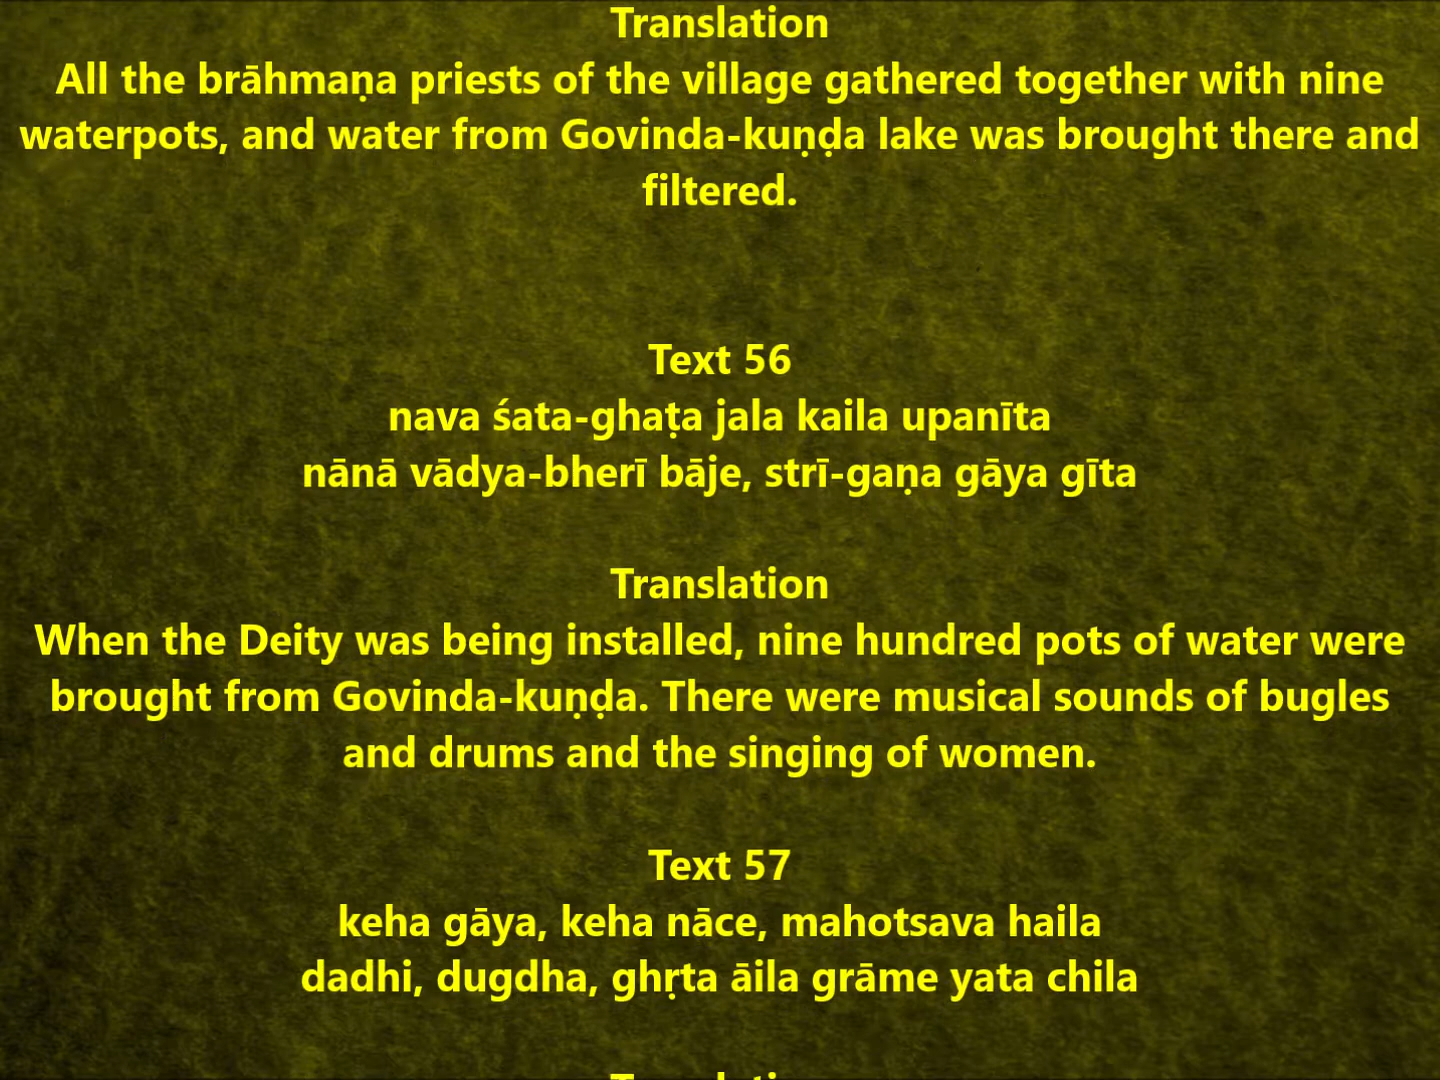 Translation
All the brāhmaṇa priests of the village gathered together with nine
waterpots, and water from Govinda-kuṇḍa lake was brought there and
filtered.
Text 56
nava śata-ghaṭa jala kaila upanīta
nānā vādya-bherī bāje, strī-gaṇa gāya gīta
Translation
When the Deity was being installed, nine hundred pots of water were
brought from Govinda-kuṇḍa. There were musical sounds of bugles
and drums and the singing of women.
Text 57
keha gāya, keha nāce, mahotsava haila
dadhi, dugdha, ghṛta āila grāme yata chila